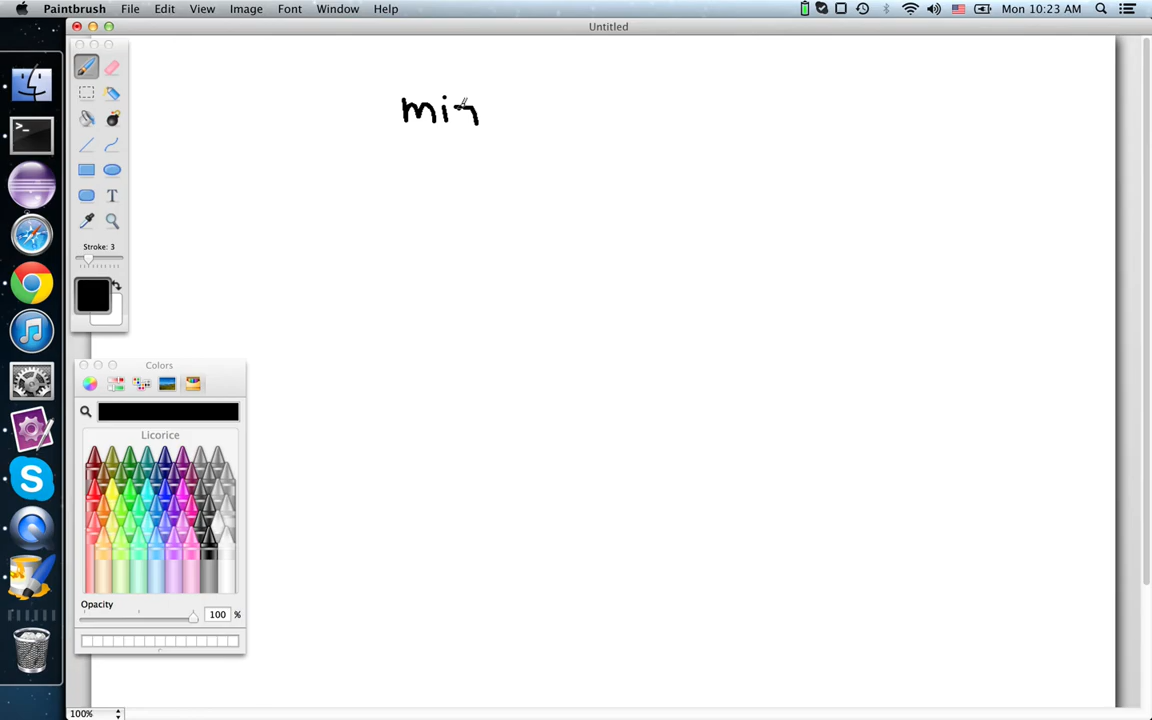 Paintbrush File Edit View Image Font Window Help Mon 10:23 AM
Untitled
Stroke: 3
Colors
Licorice
Opacity
100 %
100%